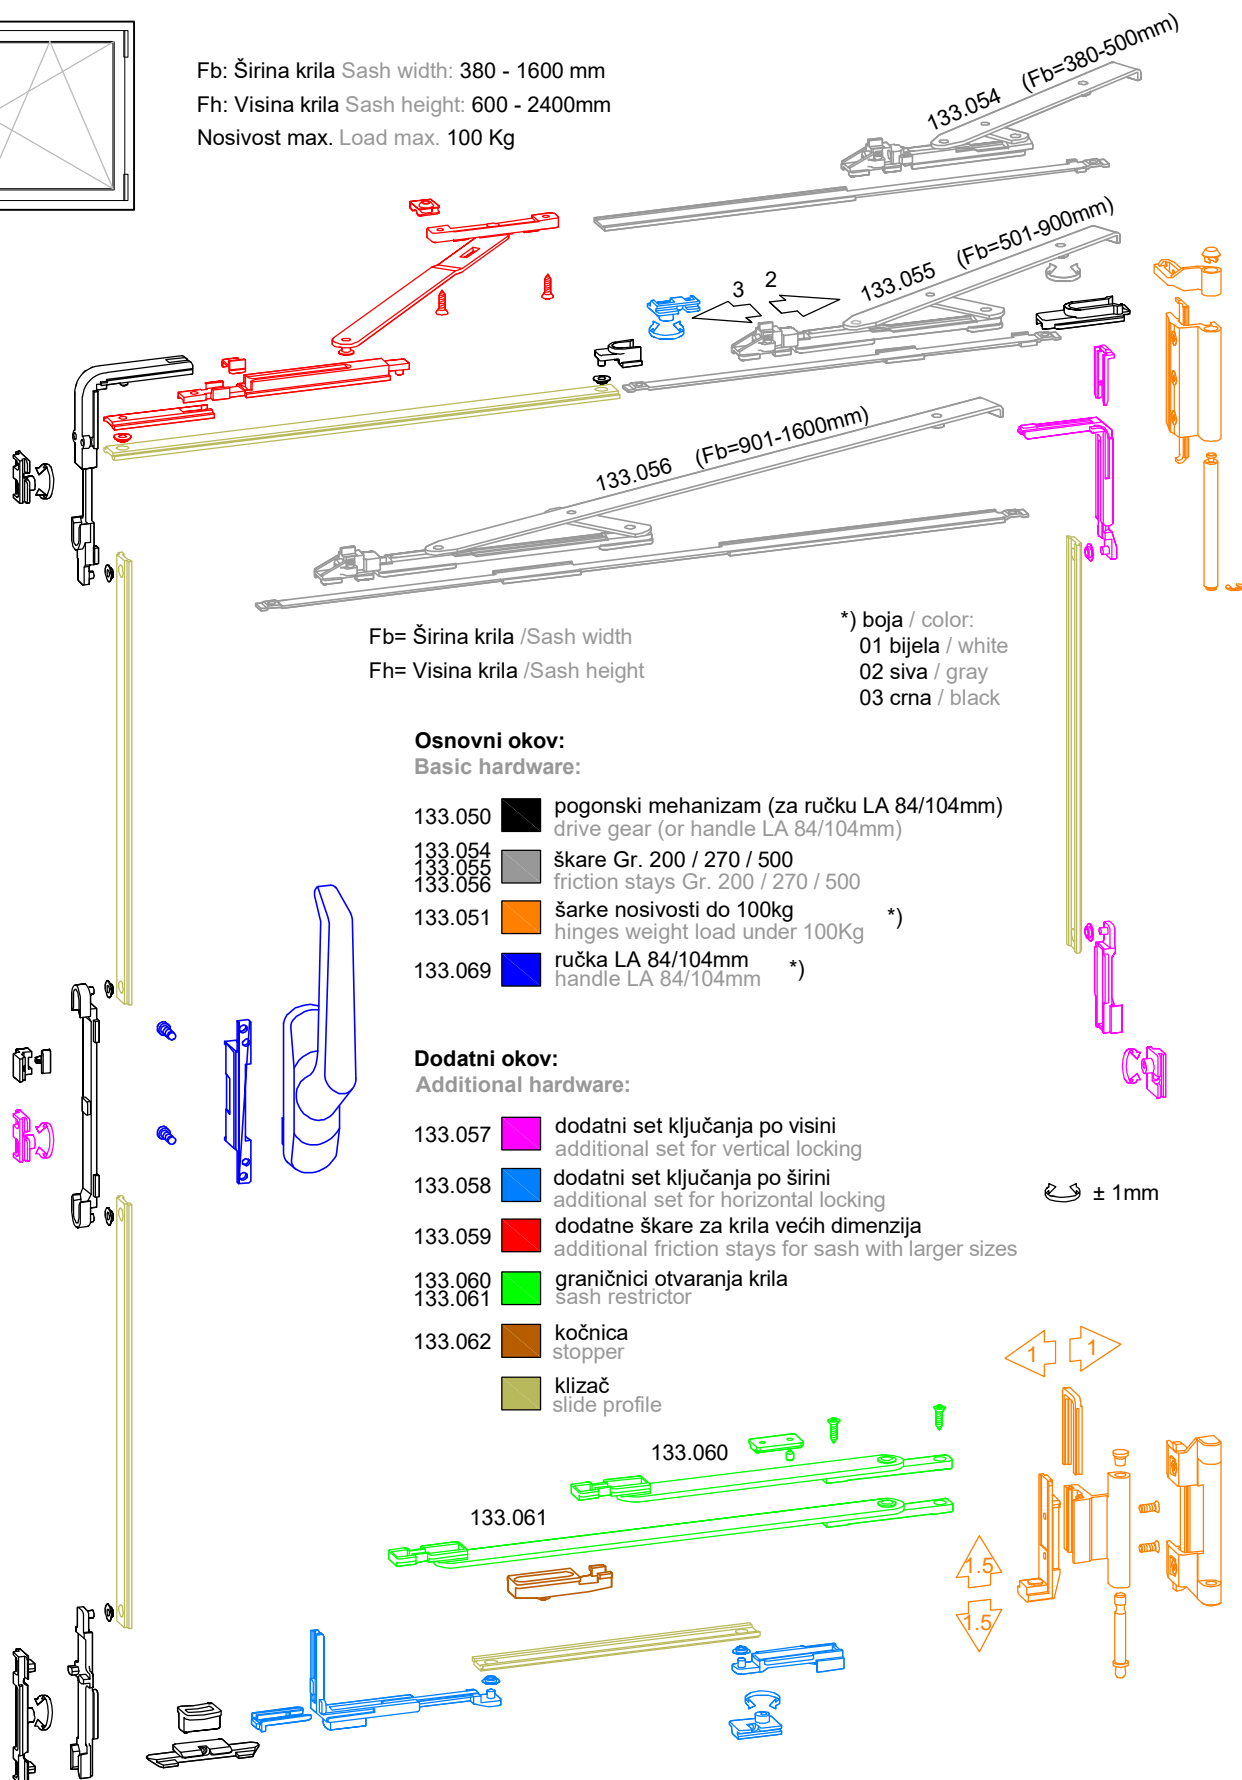 Fb: Širina krila Sash width: 380 - 1600 mm
Fh: Visina krila Sash height: 600 - 2400mm
Nosivost max. Load max. 100 Kg
133.054 (Fb=380-500mm)
133.055 (Fb=501-900mm)
3 2
133.056 (Fb=901-1600mm)
Fb= Širina krila /Sash width
Fh= Visina krila /Sash height
*) boja / color:
01 bijela / white
02 siva / gray
03 crna / black
Osnovni okov:
Basic hardware:
133.050 pogonski mehanizam (za ručku LA 84/104mm)
drive gear (or handle LA 84/104mm)
133.054
133.055
133.056
škare Gr. 200 / 270 / 500
friction stays Gr. 200 / 270 / 500
133.051 šarke nosivosti do 100kg *)
hinges weight load under 100Kg
133.069 ručka LA 84/104mm *)
handle LA 84/104mm
Dodatni okov:
Additional hardware:
133.057 dodatni set ključanja po visini
additional set for vertical locking
133.058 dodatni set ključanja po širini
additional set for horizontal locking
133.059 dodatne škare za krila većih dimenzija
additional friction stays for sash with larger sizes
133.060
133.061
graničnici otvaranja krila
sash restrictor
133.062 kočnica
stopper
klizač
slide profile
± 1mm
1 1
133.060
133.061
1.5
1.5